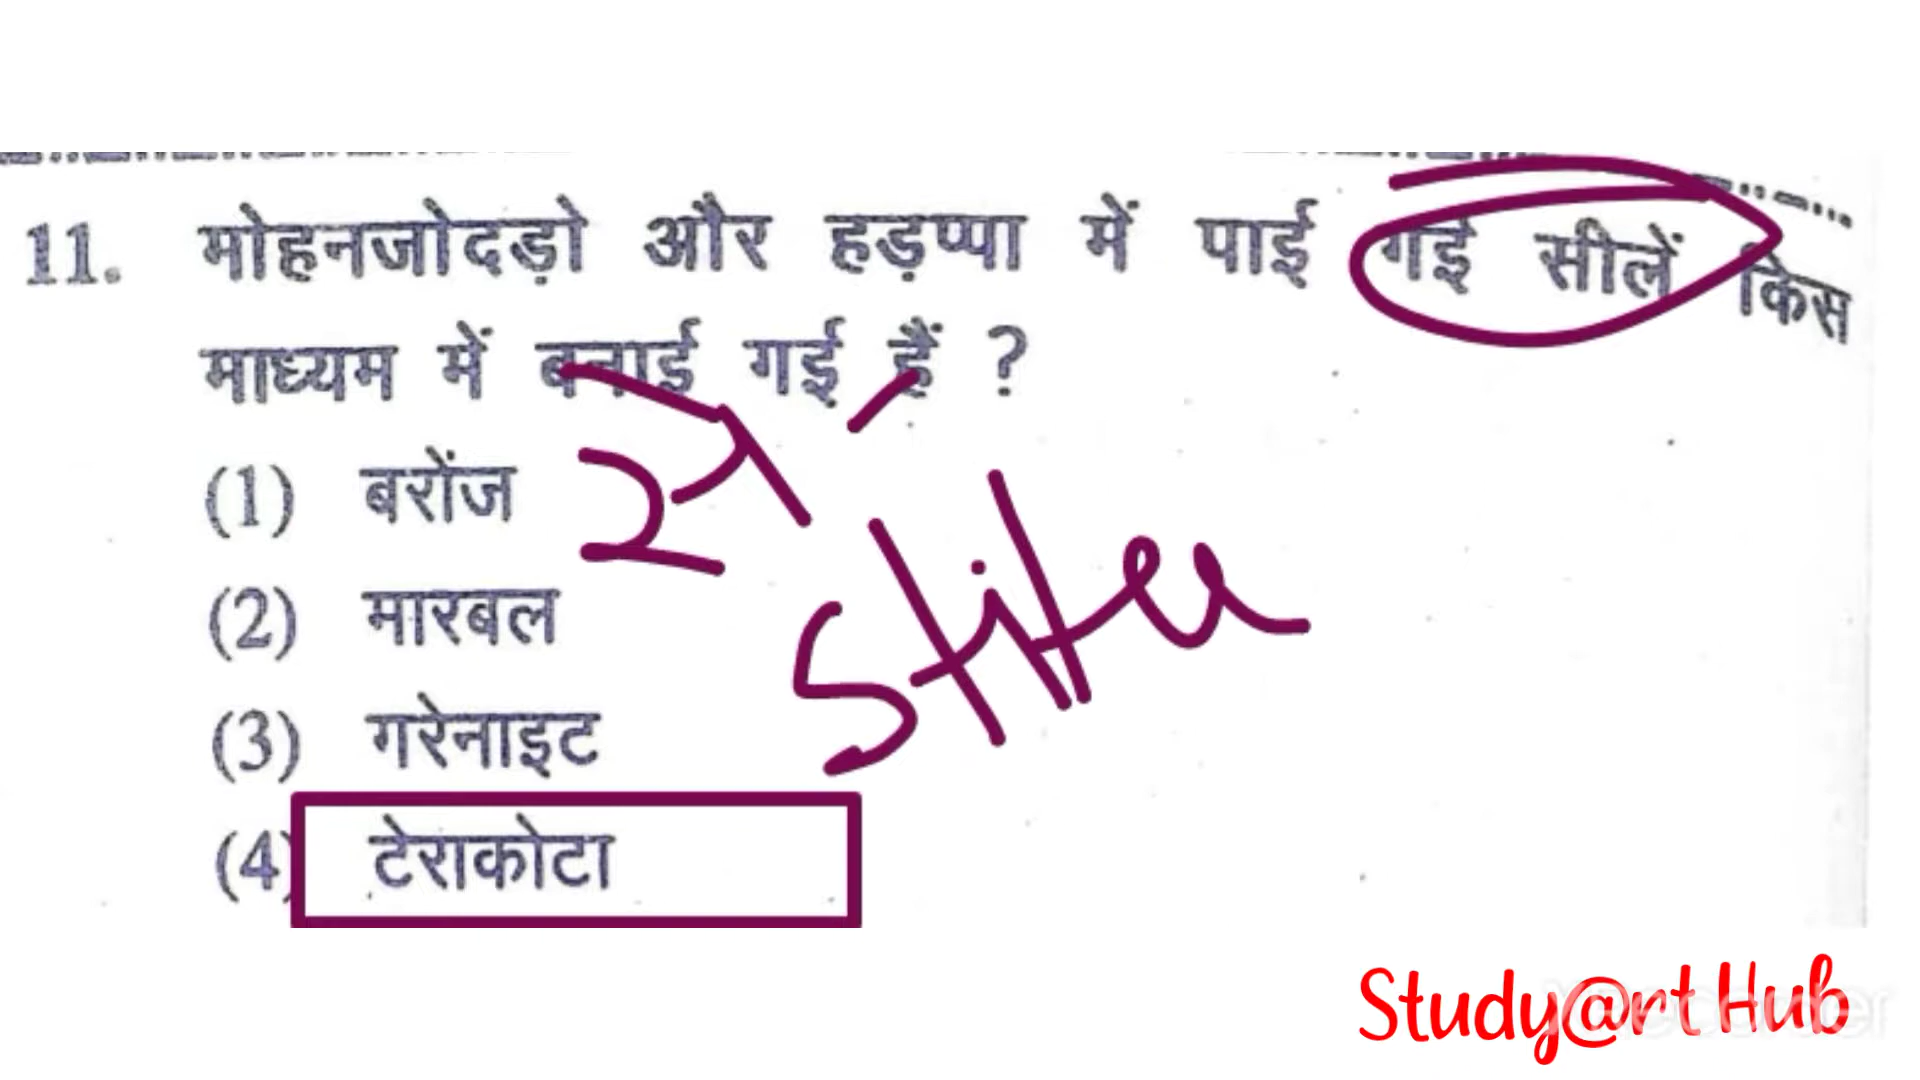 11. मोहनजोदड़ो और हड़प्पा में पाई गई सीलें किस
माध्यम में बनाई गई हैं ?
(1) बरोंज
(2) मारबल
(3) गरेनाइट
(4) टेराकोटा
Study@rt Hub